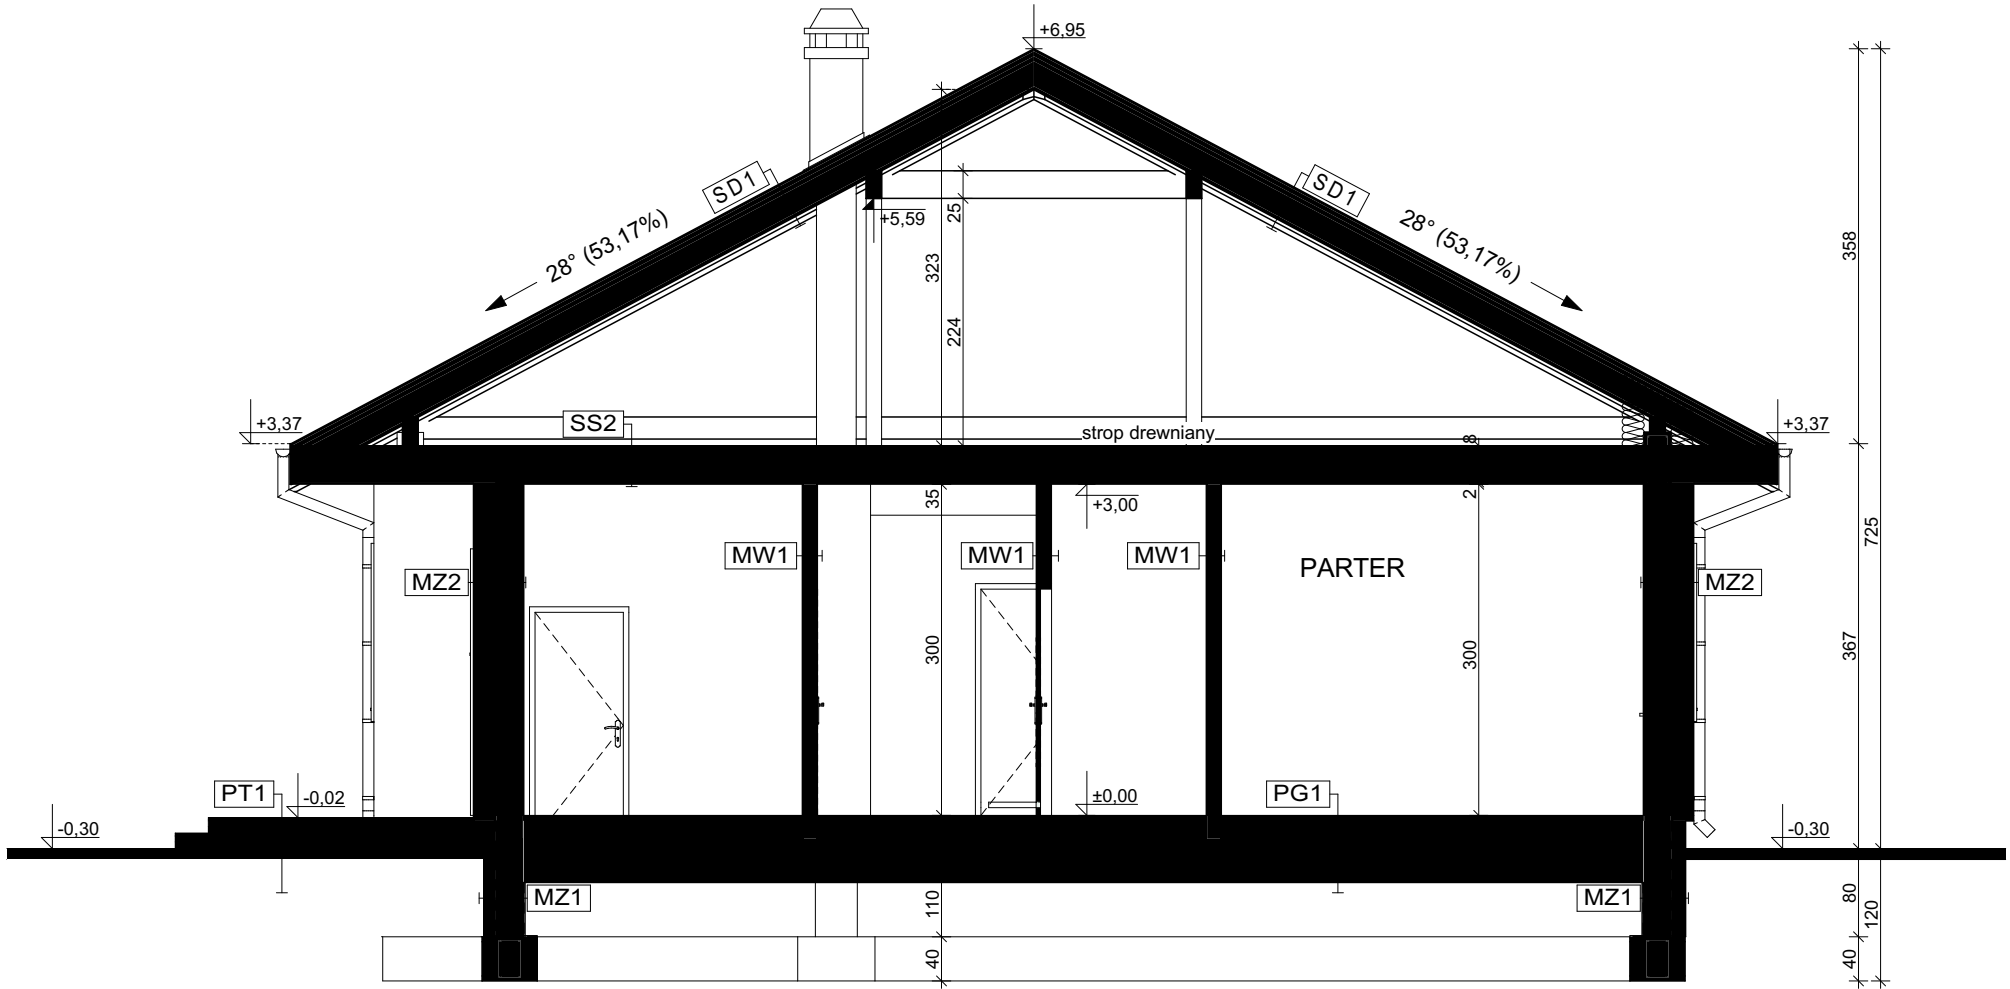 +6,95
SD1
SD1
28° (53,17%)
28° (53,17%)
+5,59
25
323
224
358
+3,37
SS2
strop drewniany
8
+3,37
35
+3,00
2
725
MW1
MW1
MW1
PARTER
MZ2
MZ2
300
300
367
PT1
-0,02
±0,00
PG1
-0,30
-0,30
MZ1
110
MZ1
80
120
40
40